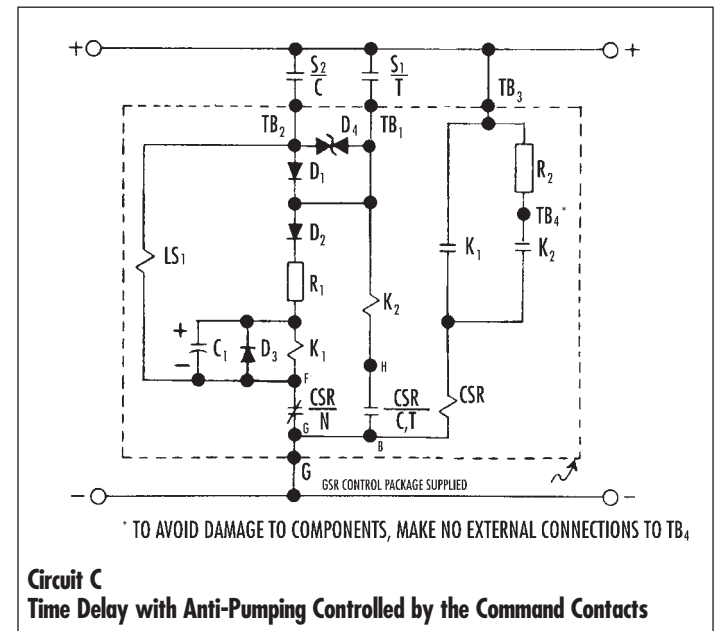 + +
S2/C S1/T
TB3
TB2 D4 TB1
D1
R2
D2 TB4*
LS1 K1 K2
R1
K2
+
C1 D3 K1
−
F H
CSR/N CSR/C,T CSR
G B
G
GSR CONTROL PACKAGE SUPPLIED
− −
* TO AVOID DAMAGE TO COMPONENTS, MAKE NO EXTERNAL CONNECTIONS TO TB4
Circuit C
Time Delay with Anti-Pumping Controlled by the Command Contacts